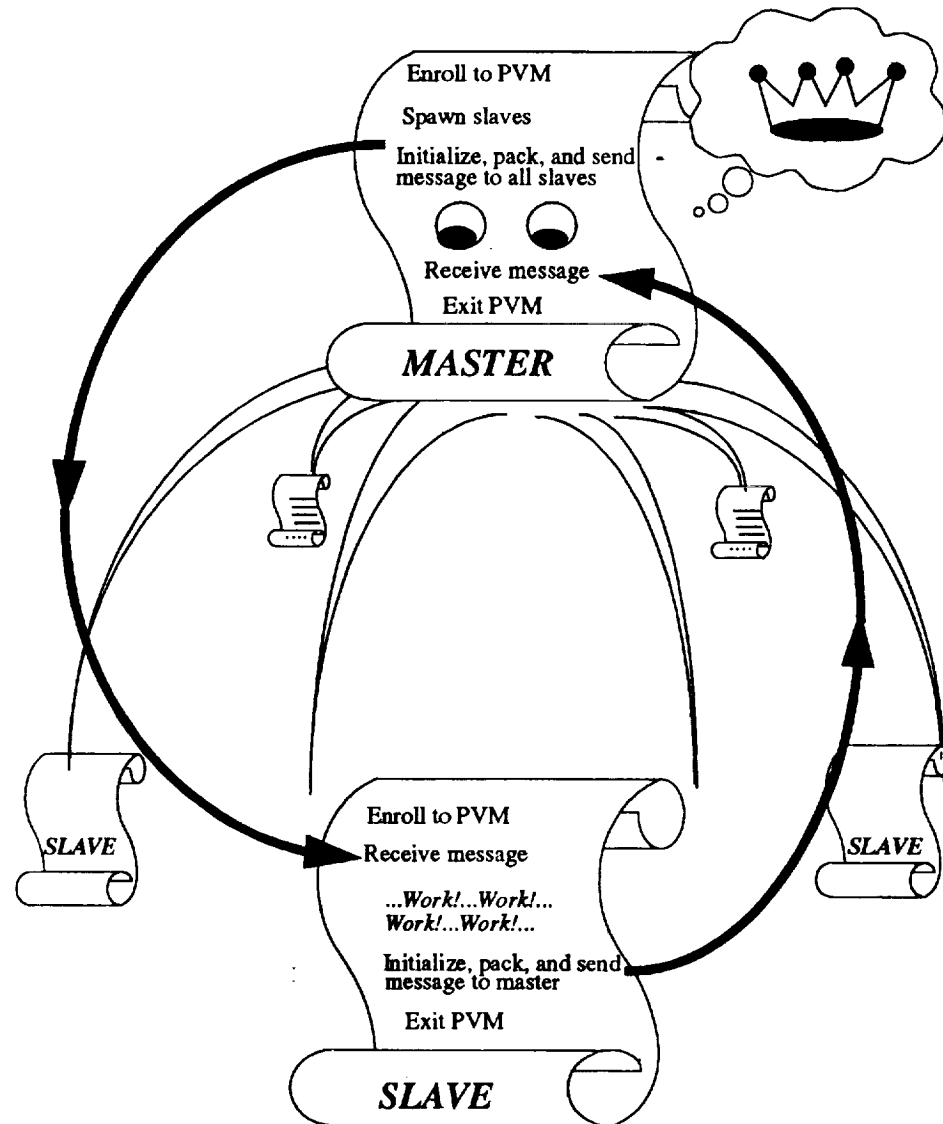 Enroll to PVM
Spawn slaves
Initialize, pack, and send
message to all slaves
Receive message
Exit PVM
MASTER
SLAVE
SLAVE
Enroll to PVM
Receive message
...Work!...Work!...
Work!...Work!...
Initialize, pack, and send
message to master
Exit PVM
SLAVE